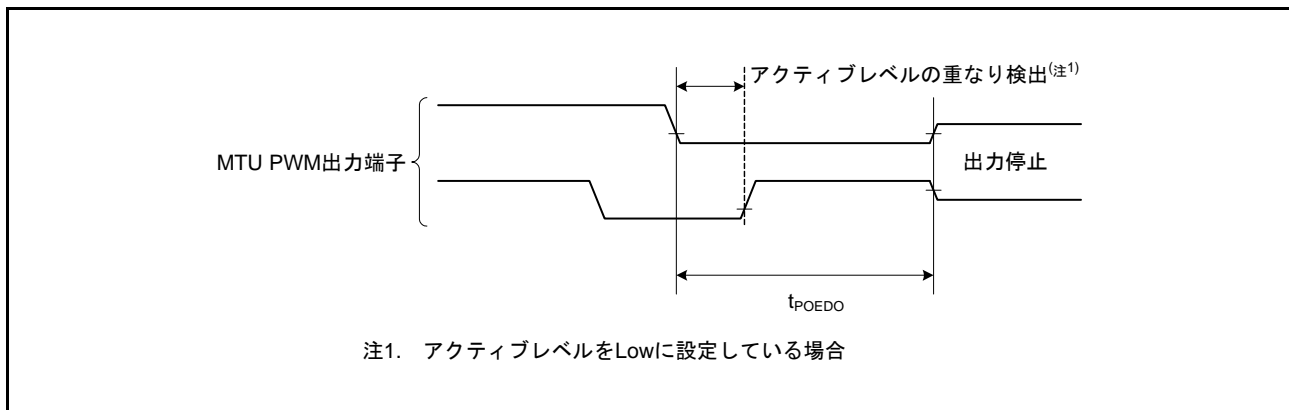 アクティブレベルの重なり検出(注1)
MTU PWM出力端子
出力停止
tPOEDO
注1. アクティブレベルをLowに設定している場合